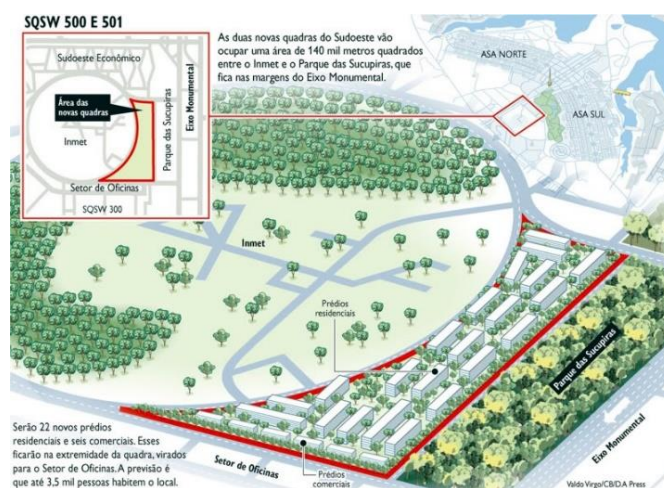 SQSW 500 E 501
As duas novas quadras do Sudoeste vão
ocupar uma área de 140 mil metros quadrados
entre o Inmet e o Parque das Sucupiras, que
fica nas margens do Eixo Monumental.
Sudoeste Econômico
Área das
novas quadras
Inmet
Parque das Sucupiras
Eixo Monumental
Setor de Oficinas
SQSW 300
ASA NORTE
ASA SUL
Inmet
Prédios
residenciais
Parque das Sucupiras
Eixo Monumental
Serão 22 novos prédios
residenciais e seis comerciais. Esses
ficarão na extremidade da quadra, virados
para o Setor de Oficinas. A previsão é
que até 3,5 mil pessoas habitem o local.
Setor de Oficinas
Prédios
comerciais
Valdo Virgo/CB/D.A Press